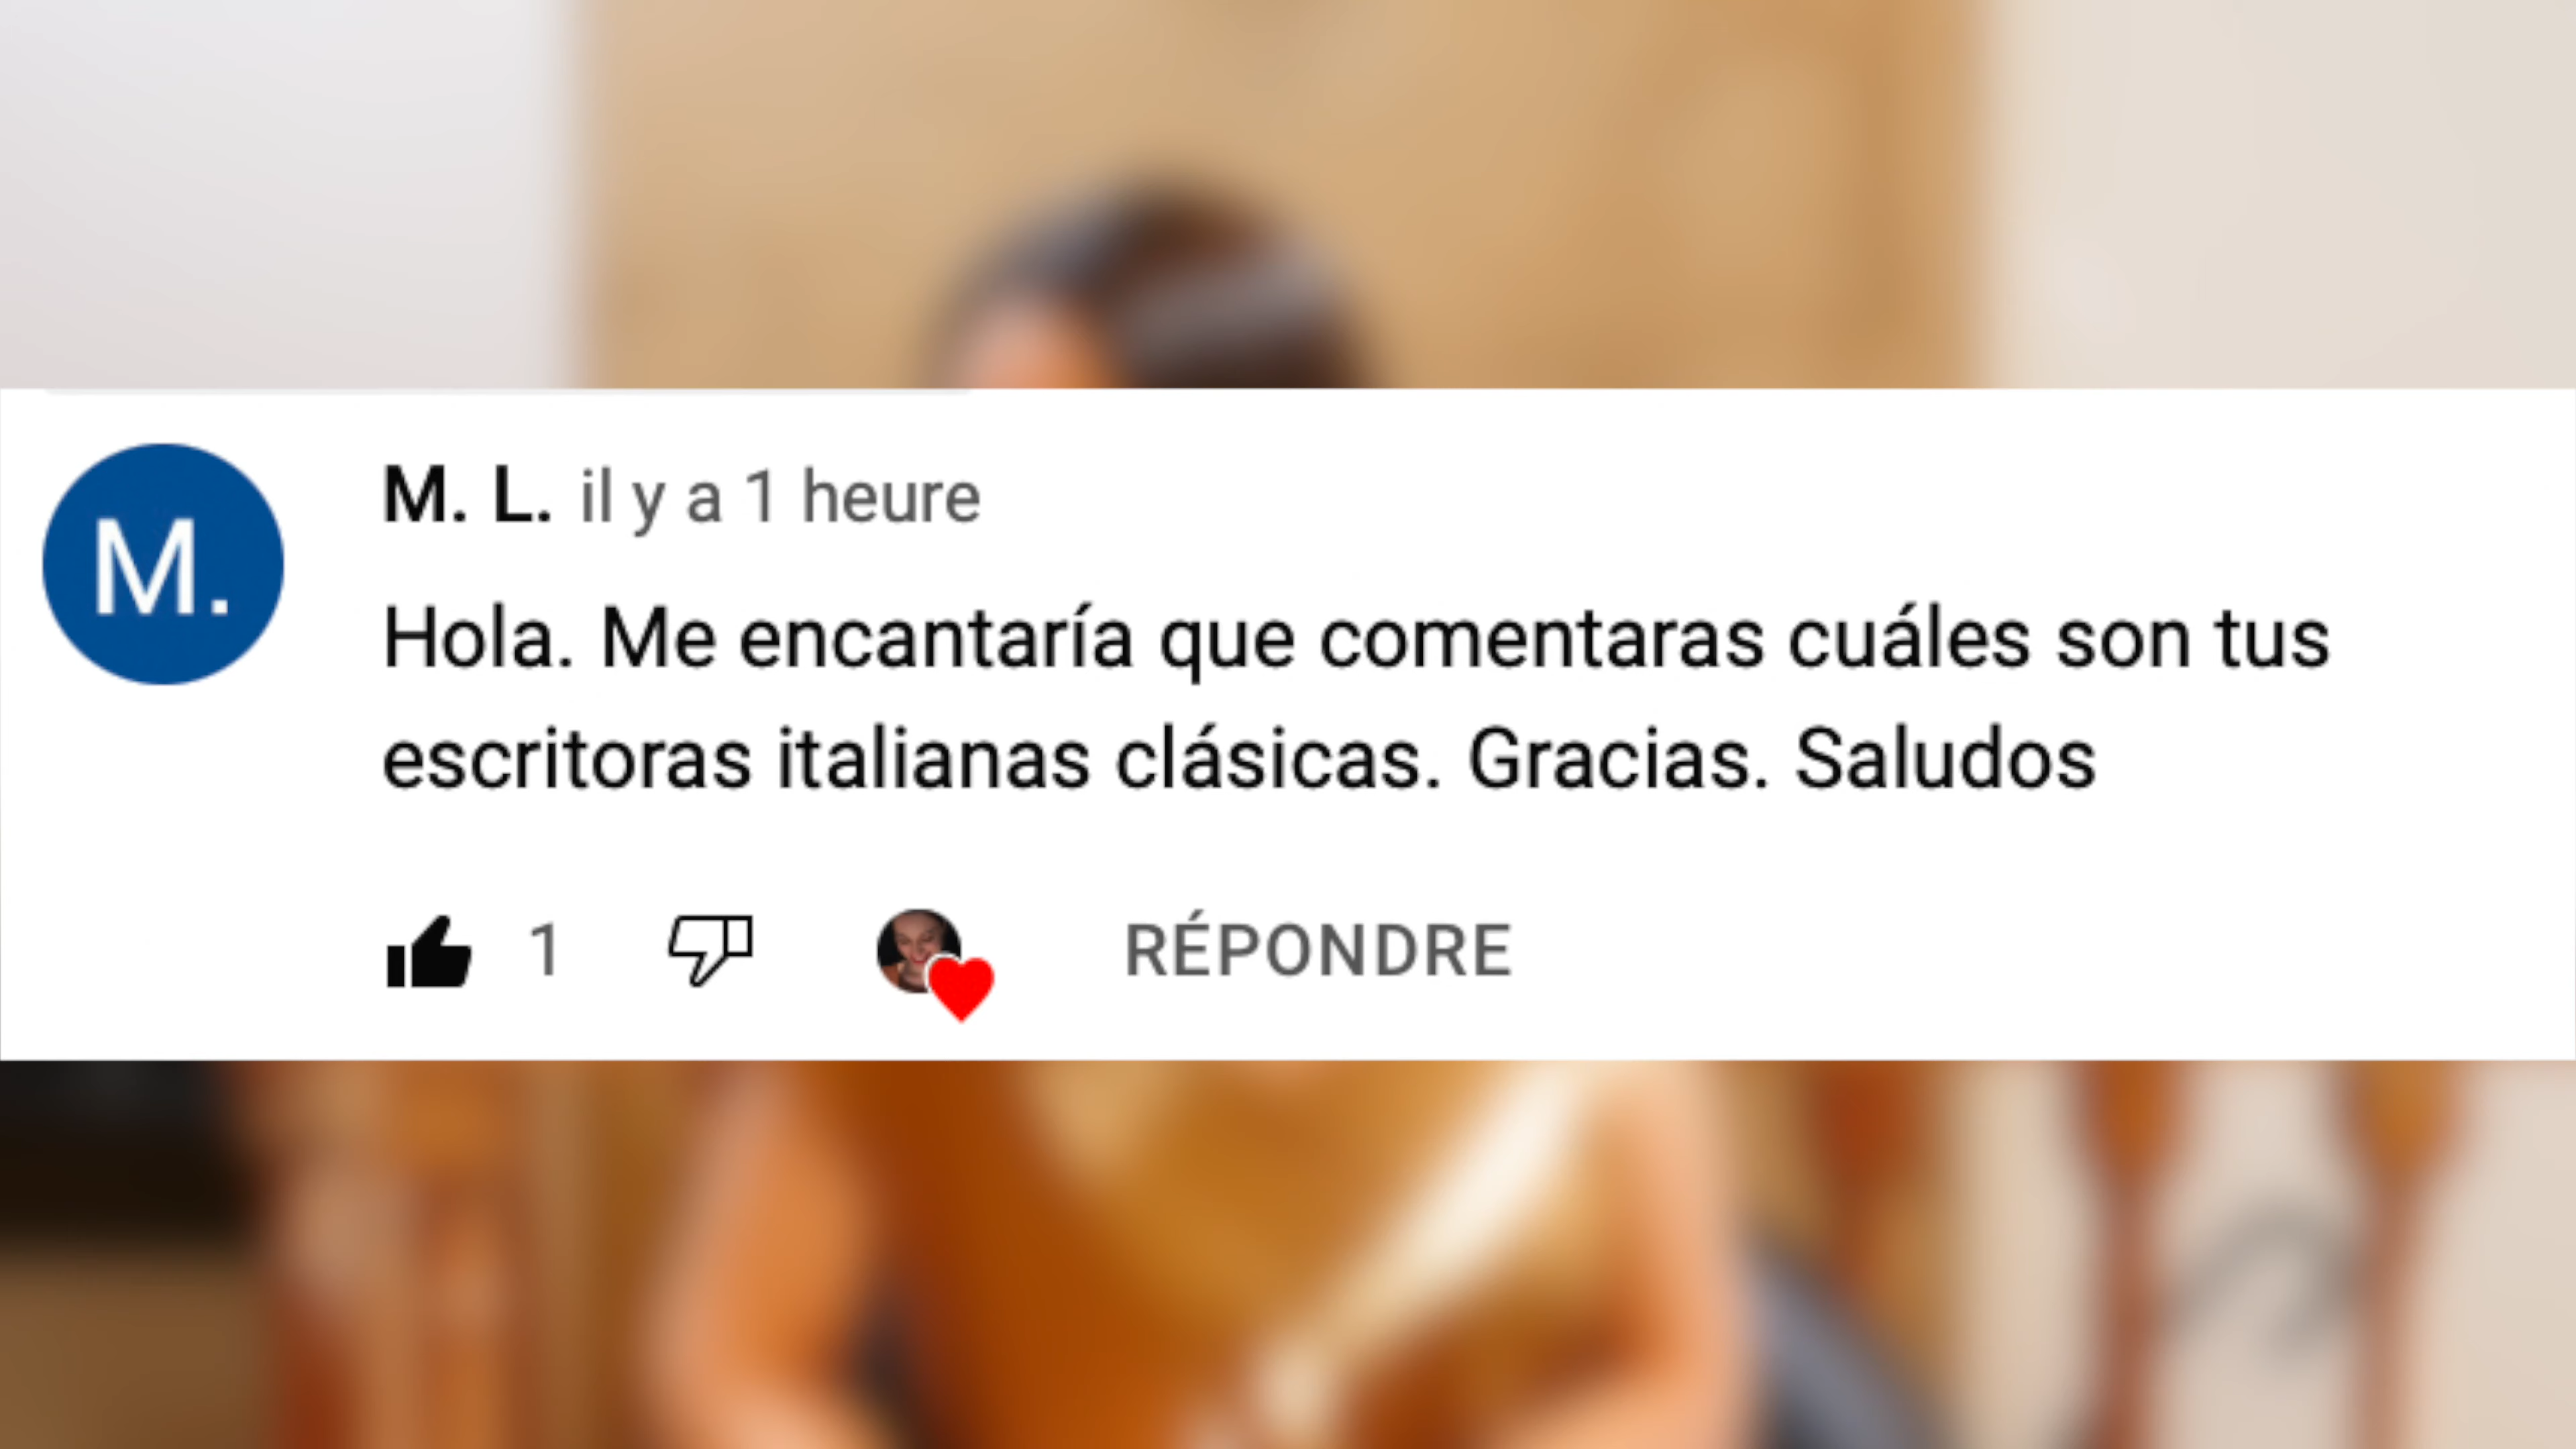 M.
M. L. il y a 1 heure
Hola. Me encantaría que comentaras cuáles son tus
escritoras italianas clásicas. Gracias. Saludos
1
RÉPONDRE